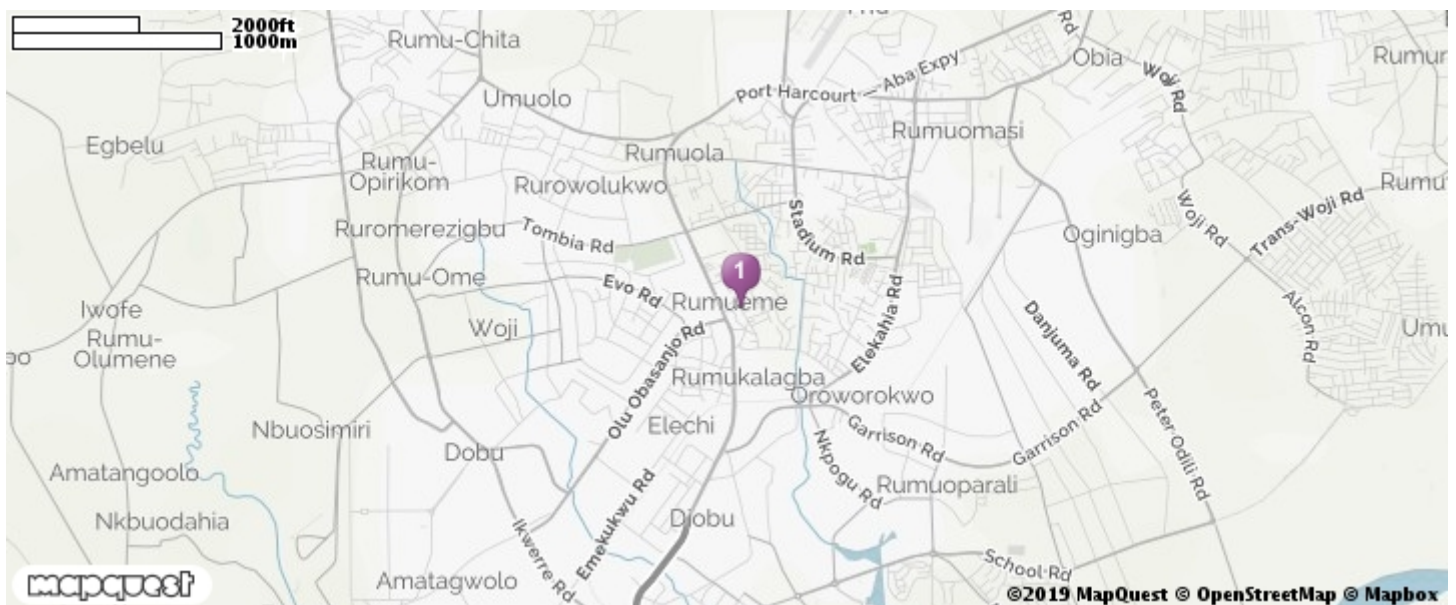 2000ft
1000m
Rumu-Chita
Rd
Obia
Woji Rd
Port Harcourt — Aba Expy
Umuolo
Rumuomasi
Egbelu
Rumuola
Rumu-
Opirikom
Rurowolukwo
Stadium Rd
Woji Rd
Trans-Woji Rd
Ruromerezigbu
Tombia Rd
Oginigba
1
Rumu-Ome
Evo Rd
Rumueme
Elekahia Rd
Danjuma Rd
Alcon Rd
Iwofe
Rumu-
Olumene
Woji
Olu Obasanjo Rd
Rumukalagba
Oroworokwo
Peter Odili Rd
Nbuosimiri
Elechi
Garrison Rd
Garrison Rd
Dobu
Nkpogu Rd
Amatangoolo
Emekukwu Rd
Rumuoparali
Nkbuodahia
Djobu
Ikwerre Rd
School Rd
Amatagwolo
mapquest
©2019 MapQuest © OpenStreetMap © Mapbox